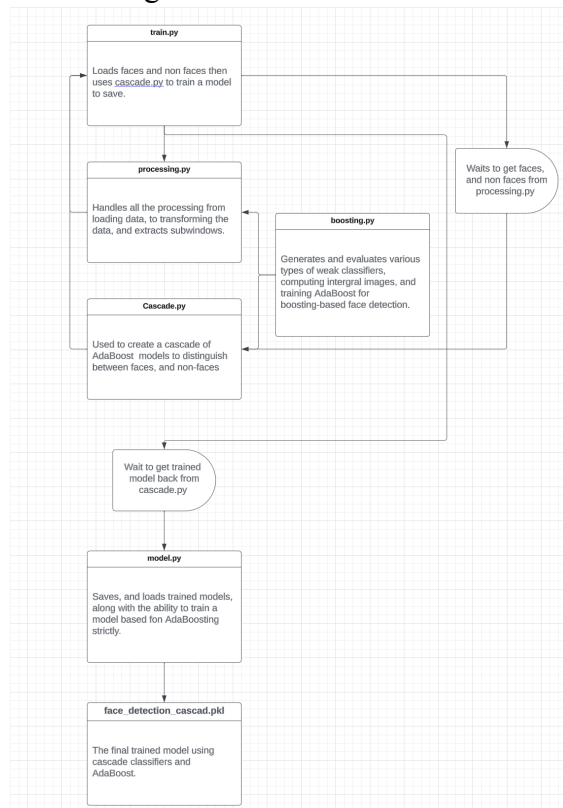 train.py
Loads faces and non faces then
uses cascade.py to train a model
to save.
processing.py
Handles all the processing from
loading data, to transforming the
data, and extracts subwindows.
Waits to get faces,
and non faces from
processing.py
boosting.py
Generates and evaluates various
types of weak classifiers,
computing intergral images, and
training AdaBoost for
boosting-based face detection.
Cascade.py
Used to create a cascade of
AdaBoost models to distinguish
between faces, and non-faces
Wait to get trained
model back from
cascade.py
model.py
Saves, and loads trained models,
along with the ability to train a
model based fon AdaBoosting
strictly.
face_detection_cascad.pkl
The final trained model using
cascade classifiers and
AdaBoost.